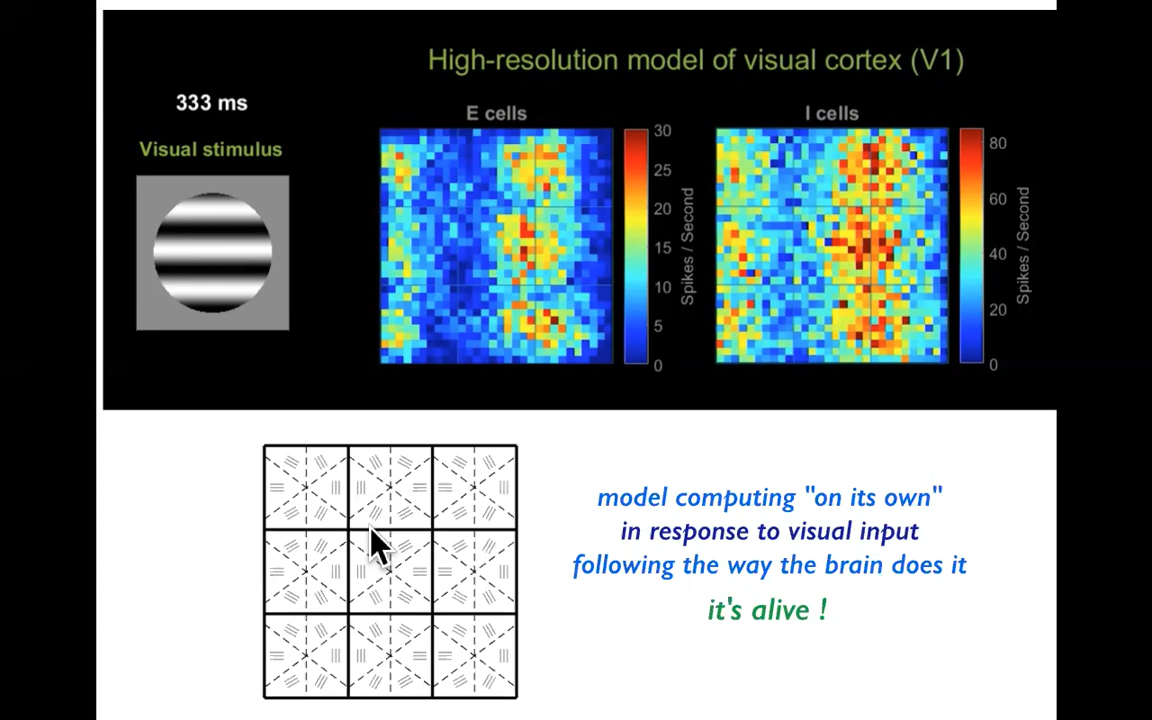 High-resolution model of visual cortex (V1)
333 ms
Visual stimulus
E cells
30
25
20
15
10
5
0
Spikes / Second
I cells
80
60
40
20
0
Spikes / Second
model computing "on its own"
in response to visual input
following the way the brain does it
it's alive !